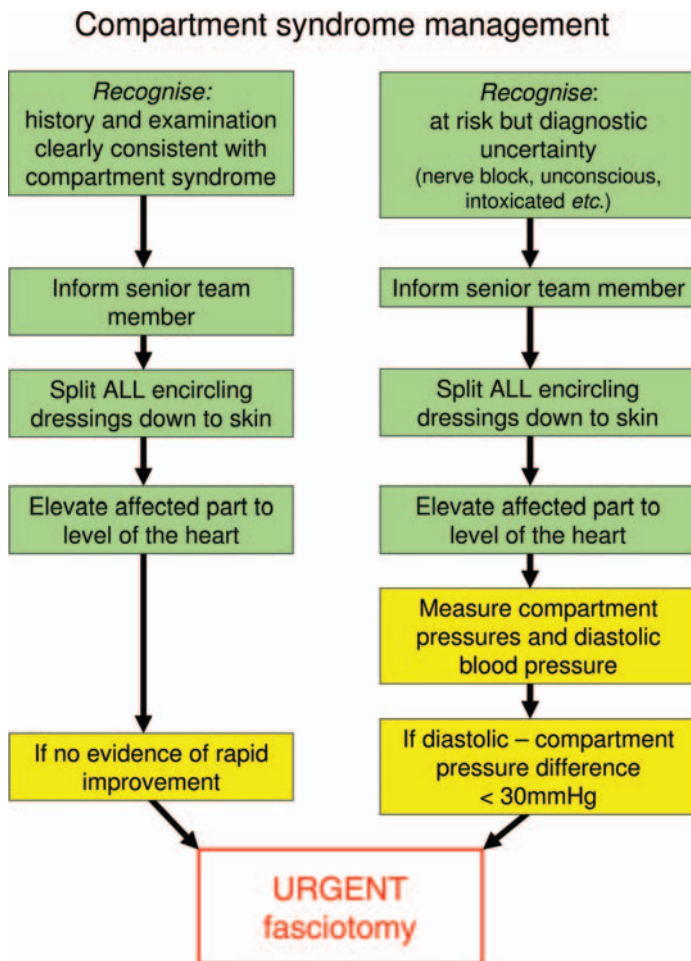 Compartment syndrome management
Recognise:
history and examination
clearly consistent with
compartment syndrome
Inform senior team
member
Split ALL encircling
dressings down to skin
Elevate affected part to
level of the heart
If no evidence of rapid
improvement
Recognise:
at risk but diagnostic
uncertainty
(nerve block, unconscious,
intoxicated etc.)
Inform senior team member
Split ALL encircling
dressings down to skin
Elevate affected part to
level of the heart
Measure compartment
pressures and diastolic
blood pressure
If diastolic – compartment
pressure difference
< 30mmHg
URGENT
fasciotomy